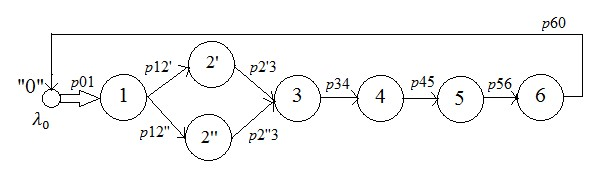 p60
p12' 2' p2'3
"0" p01 1 3 p34 4 p45 5 p56 6
λ0
p12" 2" p2"3